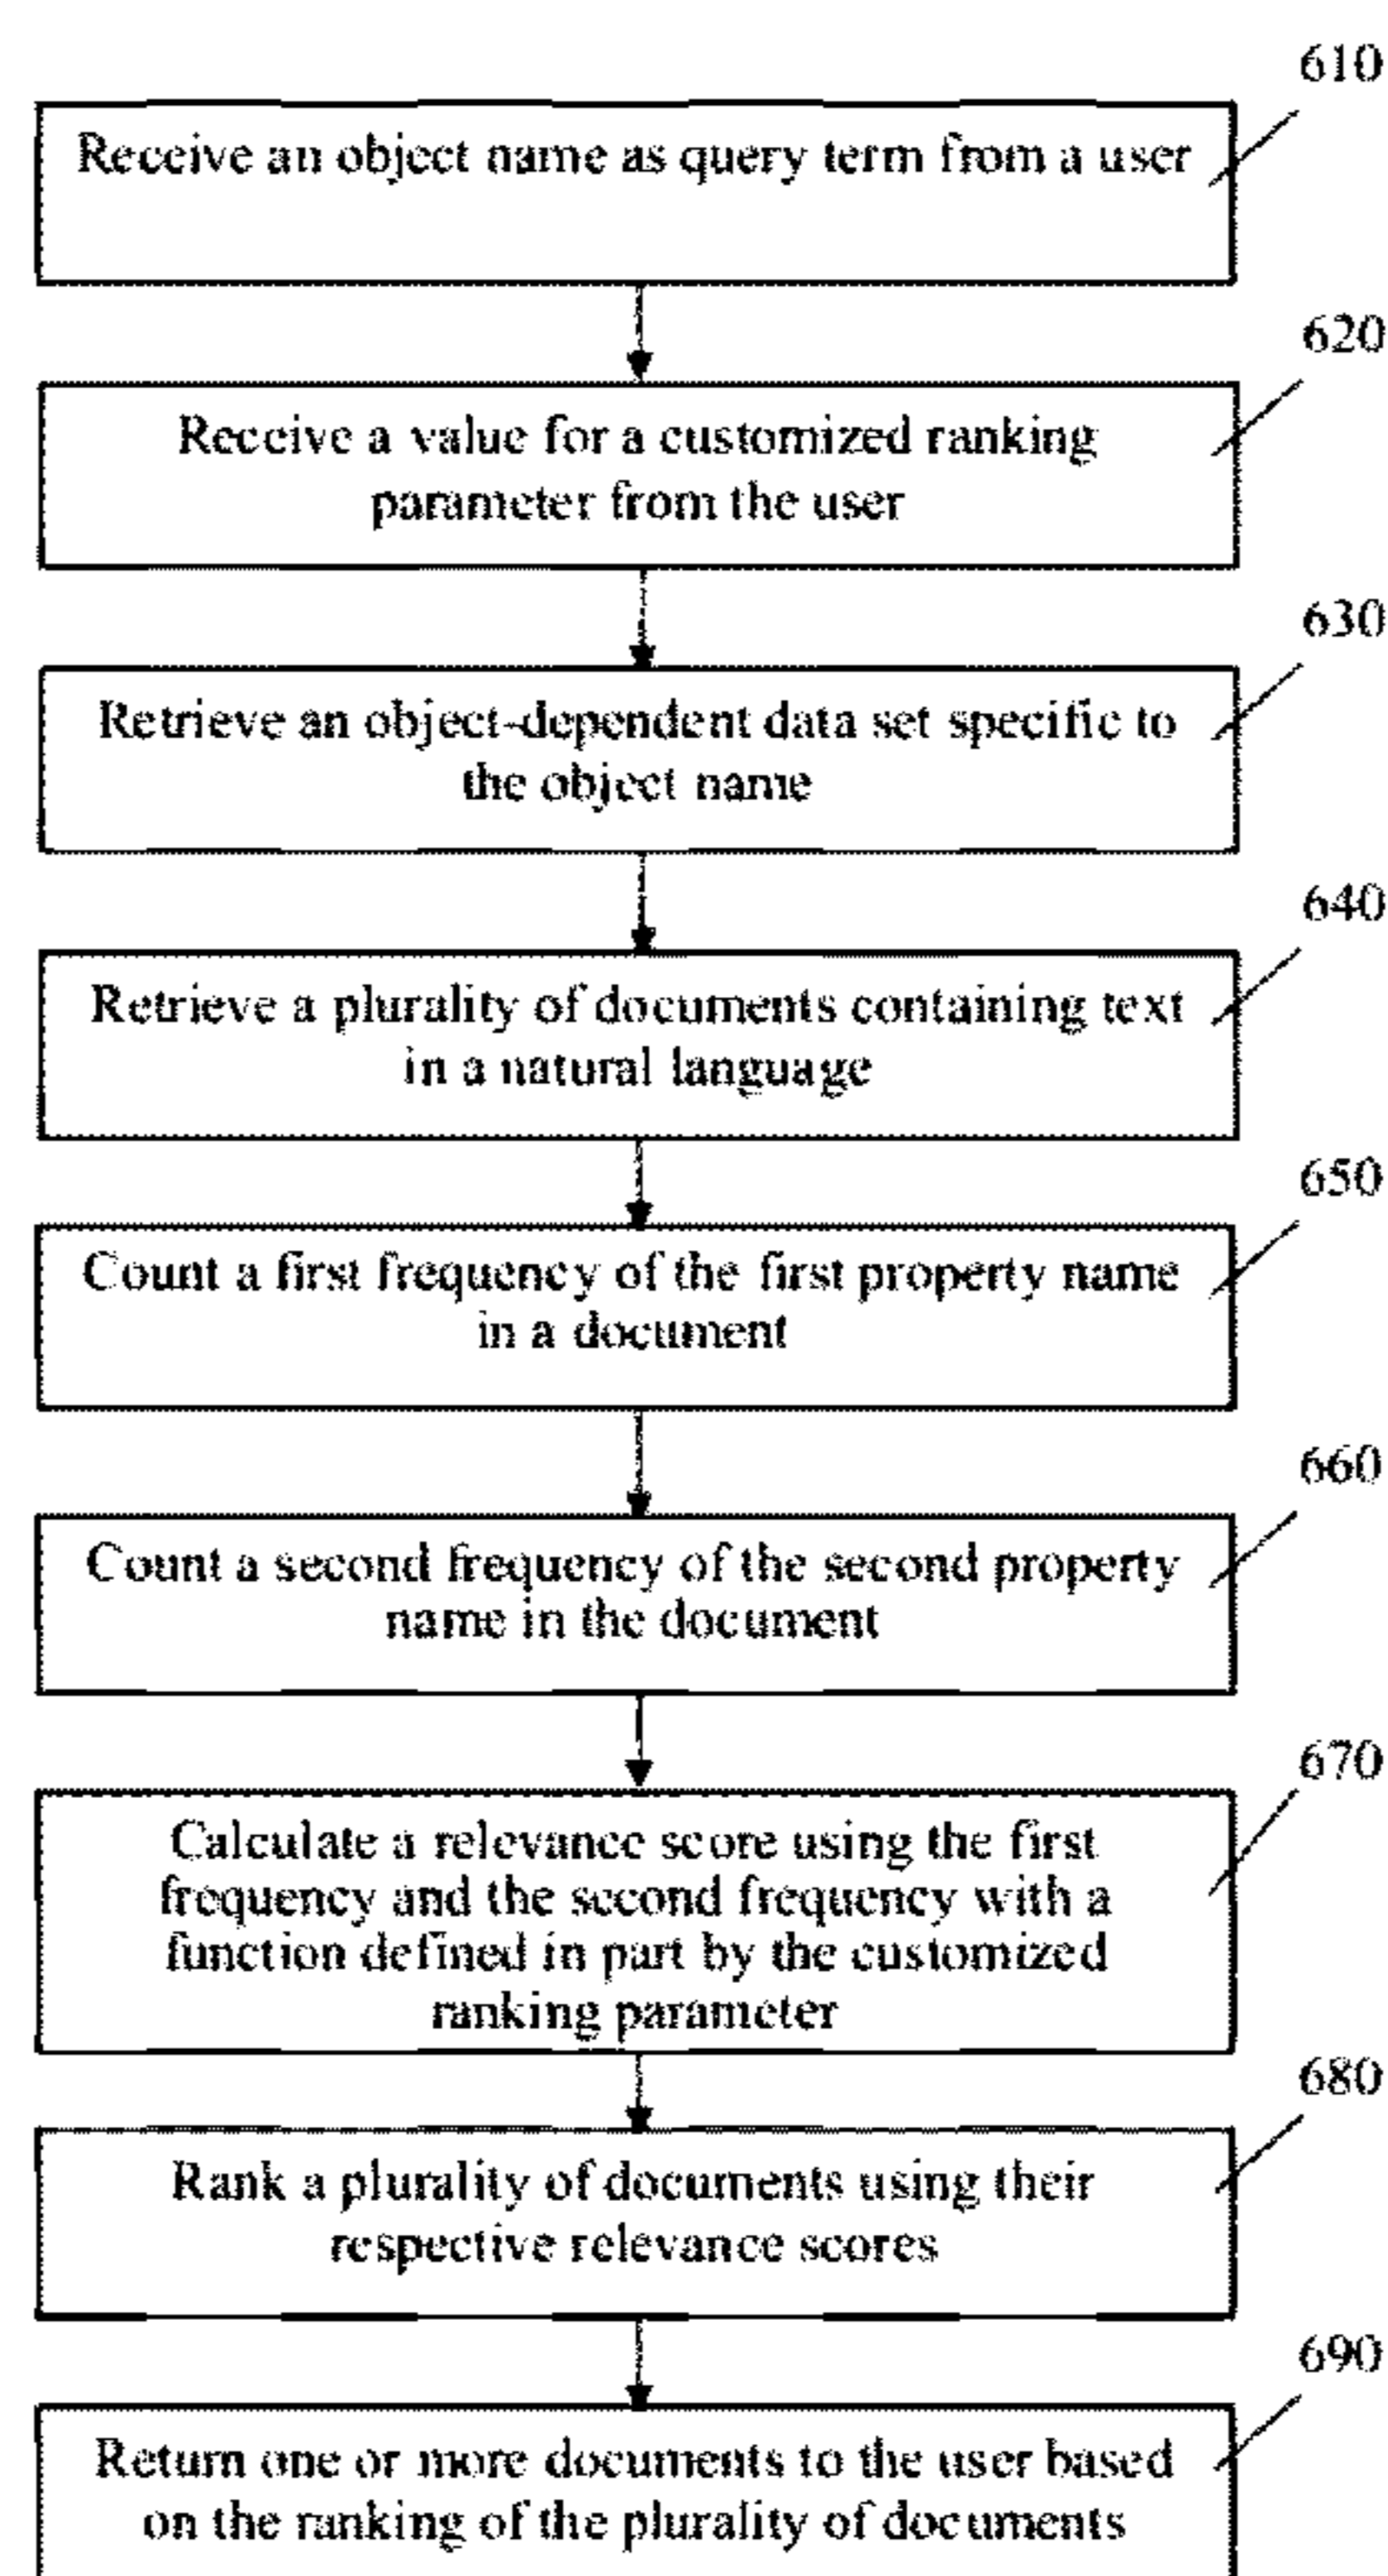 610
Receive an object name as query term from a user
620
Receive a value for a customized ranking
parameter from the user
630
Retrieve an object-dependent data set specific to
the object name
640
Retrieve a plurality of documents containing text
in a natural language
650
Count a first frequency of the first property name
in a document
660
Count a second frequency of the second property
name in the document
670
Calculate a relevance score using the first
frequency and the second frequency with a
function defined in part by the customized
ranking parameter
680
Rank a plurality of documents using their
respective relevance scores
690
Return one or more documents to the user based
on the ranking of the plurality of documents